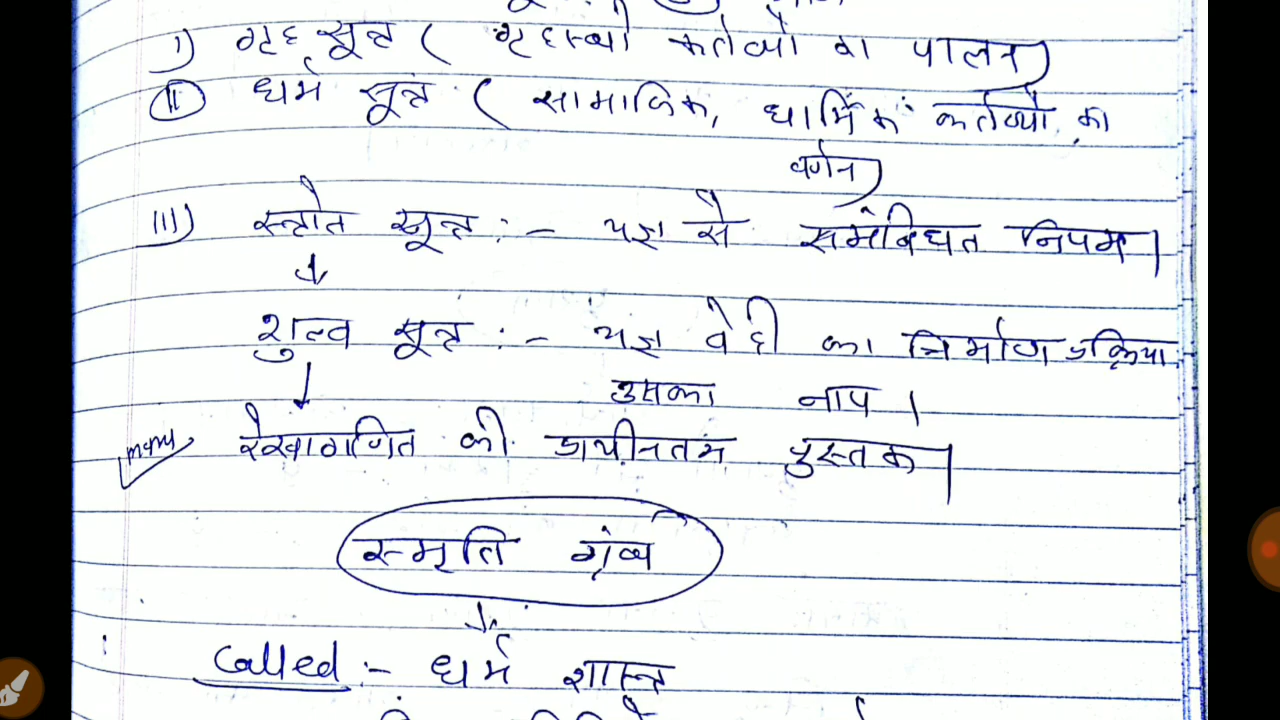 I) गृह सूत्र ( गृहस्थी कर्तव्यो का पालन)
II) धर्म सूत्र ( सामाजिक, धार्मिक कर्तव्यो का
वर्णन)
III) स्त्रोत सूत्र :- यज्ञ से सम्बंधित नियम।
↓
शुल्व सूत्र :- यज्ञ वेदी का निर्माण प्रक्रिया
उसका नाप।
↓
रेखागणित की प्राचीनतम पुस्तक।
स्मृति ग्रंथ
↓
Called :- धर्म शास्त्र